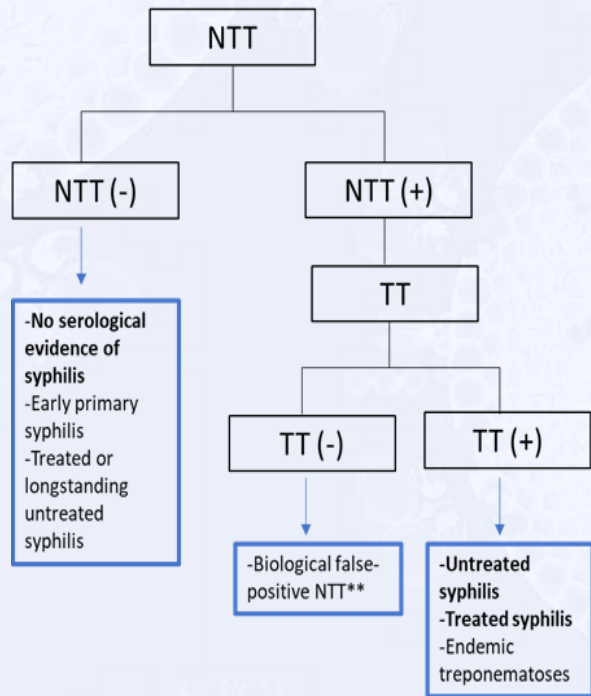 NTT
NTT (-)
NTT (+)
TT
-No serological
evidence of
syphilis
-Early primary
syphilis
-Treated or
longstanding
untreated
syphilis
TT (-)
TT (+)
-Biological false-
positive NTT**
-Untreated
syphilis
-Treated syphilis
-Endemic
treponematoses